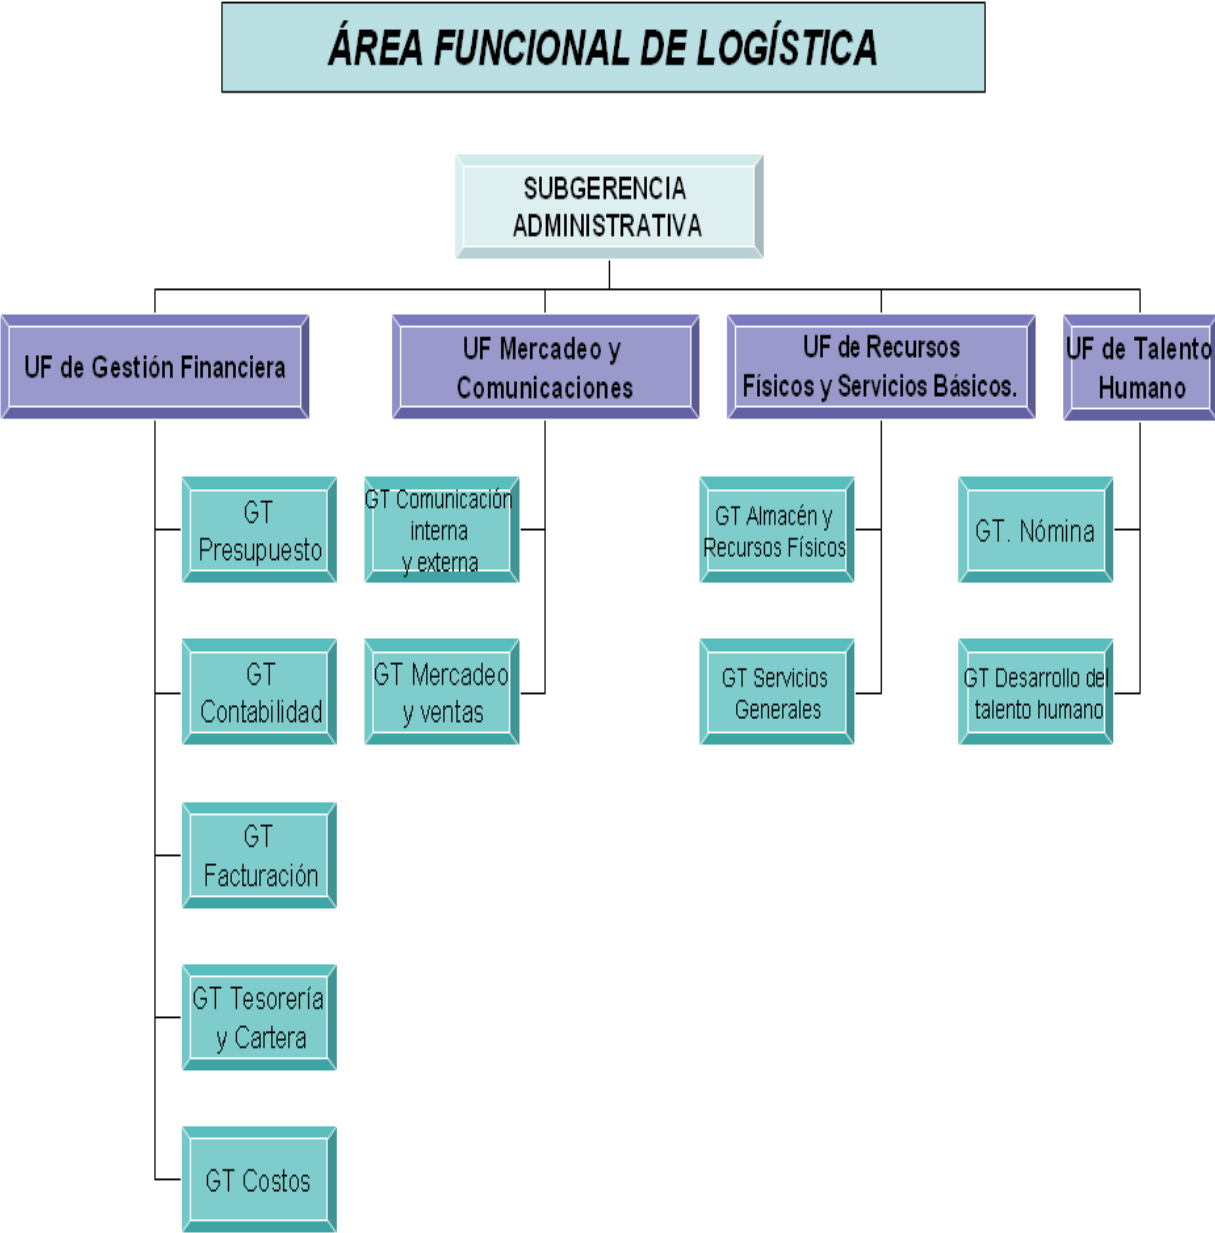 ÁREA FUNCIONAL DE LOGÍSTICA
SUBGERENCIA
ADMINISTRATIVA
UF de Gestión Financiera
UF Mercadeo y
Comunicaciones
UF de Recursos
Físicos y Servicios Básicos.
UF de Talento
Humano
GT
Presupuesto
GT
Contabilidad
GT
Facturación
GT Tesorería
y Cartera
GT Costos
GT Comunicación
interna
y externa
GT Mercadeo
y ventas
GT Almacén y
Recursos Físicos
GT Servicios
Generales
GT. Nómina
GT Desarrollo del
talento humano